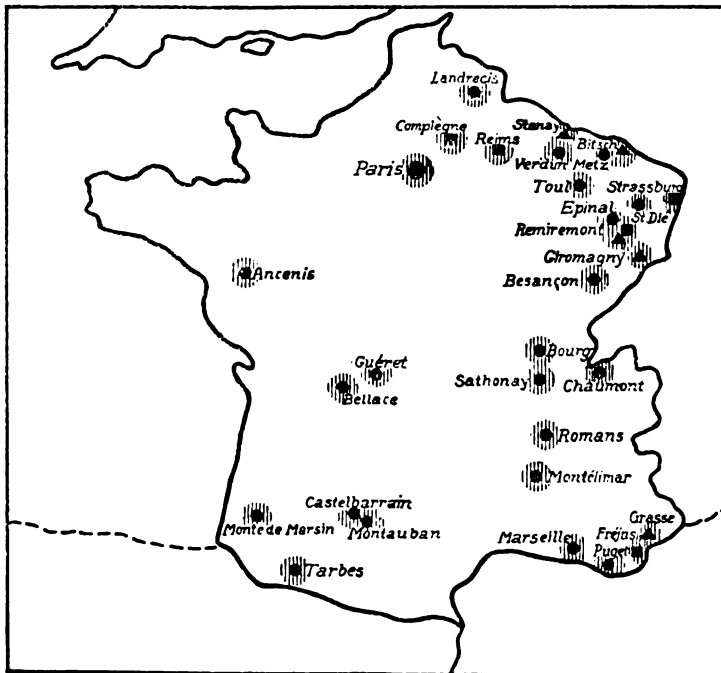 Landrecis
Compiègne
Reims
Stenay
Bitsch
Verdun
Metz
Paris
Toul
Strassburg
Epinal
St Dié
Remiremont
Giromagny
Besançon
Ancenis
Bourg
Guéret
Sathonay
Chaumont
Bellace
Romans
Montélimar
Castelbarrain
Monte de Marsin
Montauban
Grasse
Marseille
Fréjus
Puget
Tarbes